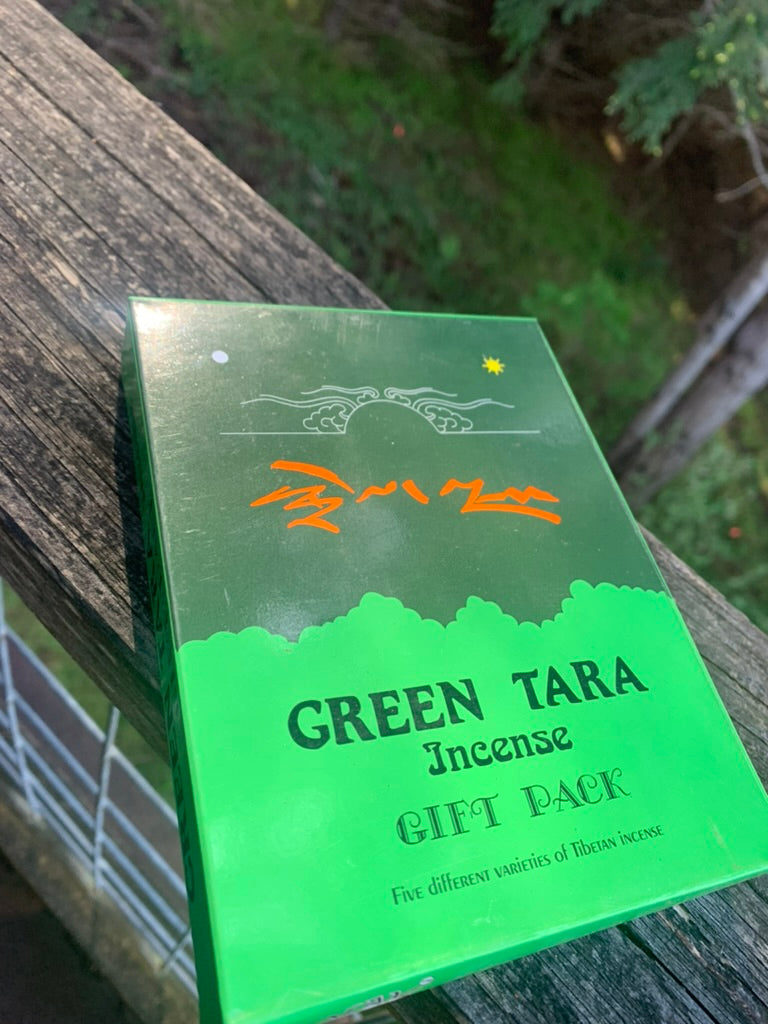 GREEN TARA
Incense
GIFT PACK
Five different varieties of Tibetan incense